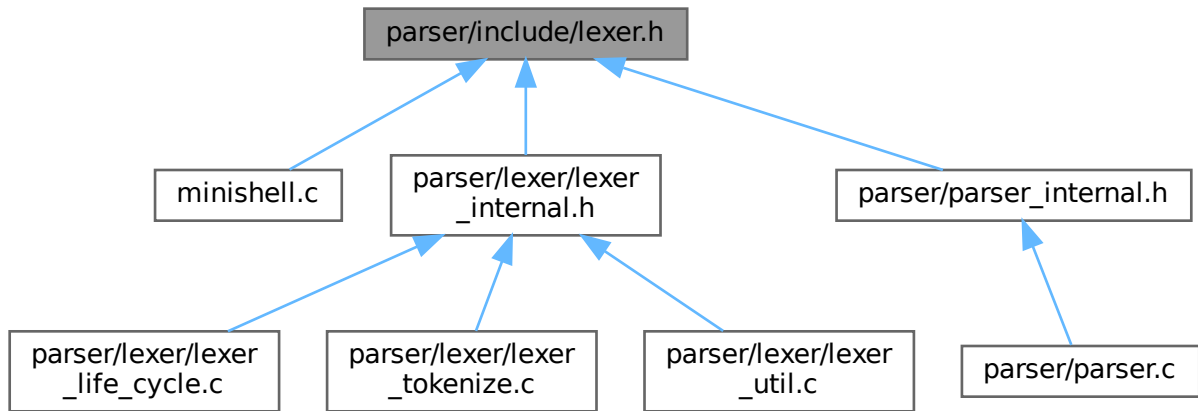 parser/include/lexer.h
minishell.c
parser/lexer/lexer
_internal.h
parser/parser_internal.h
parser/lexer/lexer
_life_cycle.c
parser/lexer/lexer
_tokenize.c
parser/lexer/lexer
_util.c
parser/parser.c